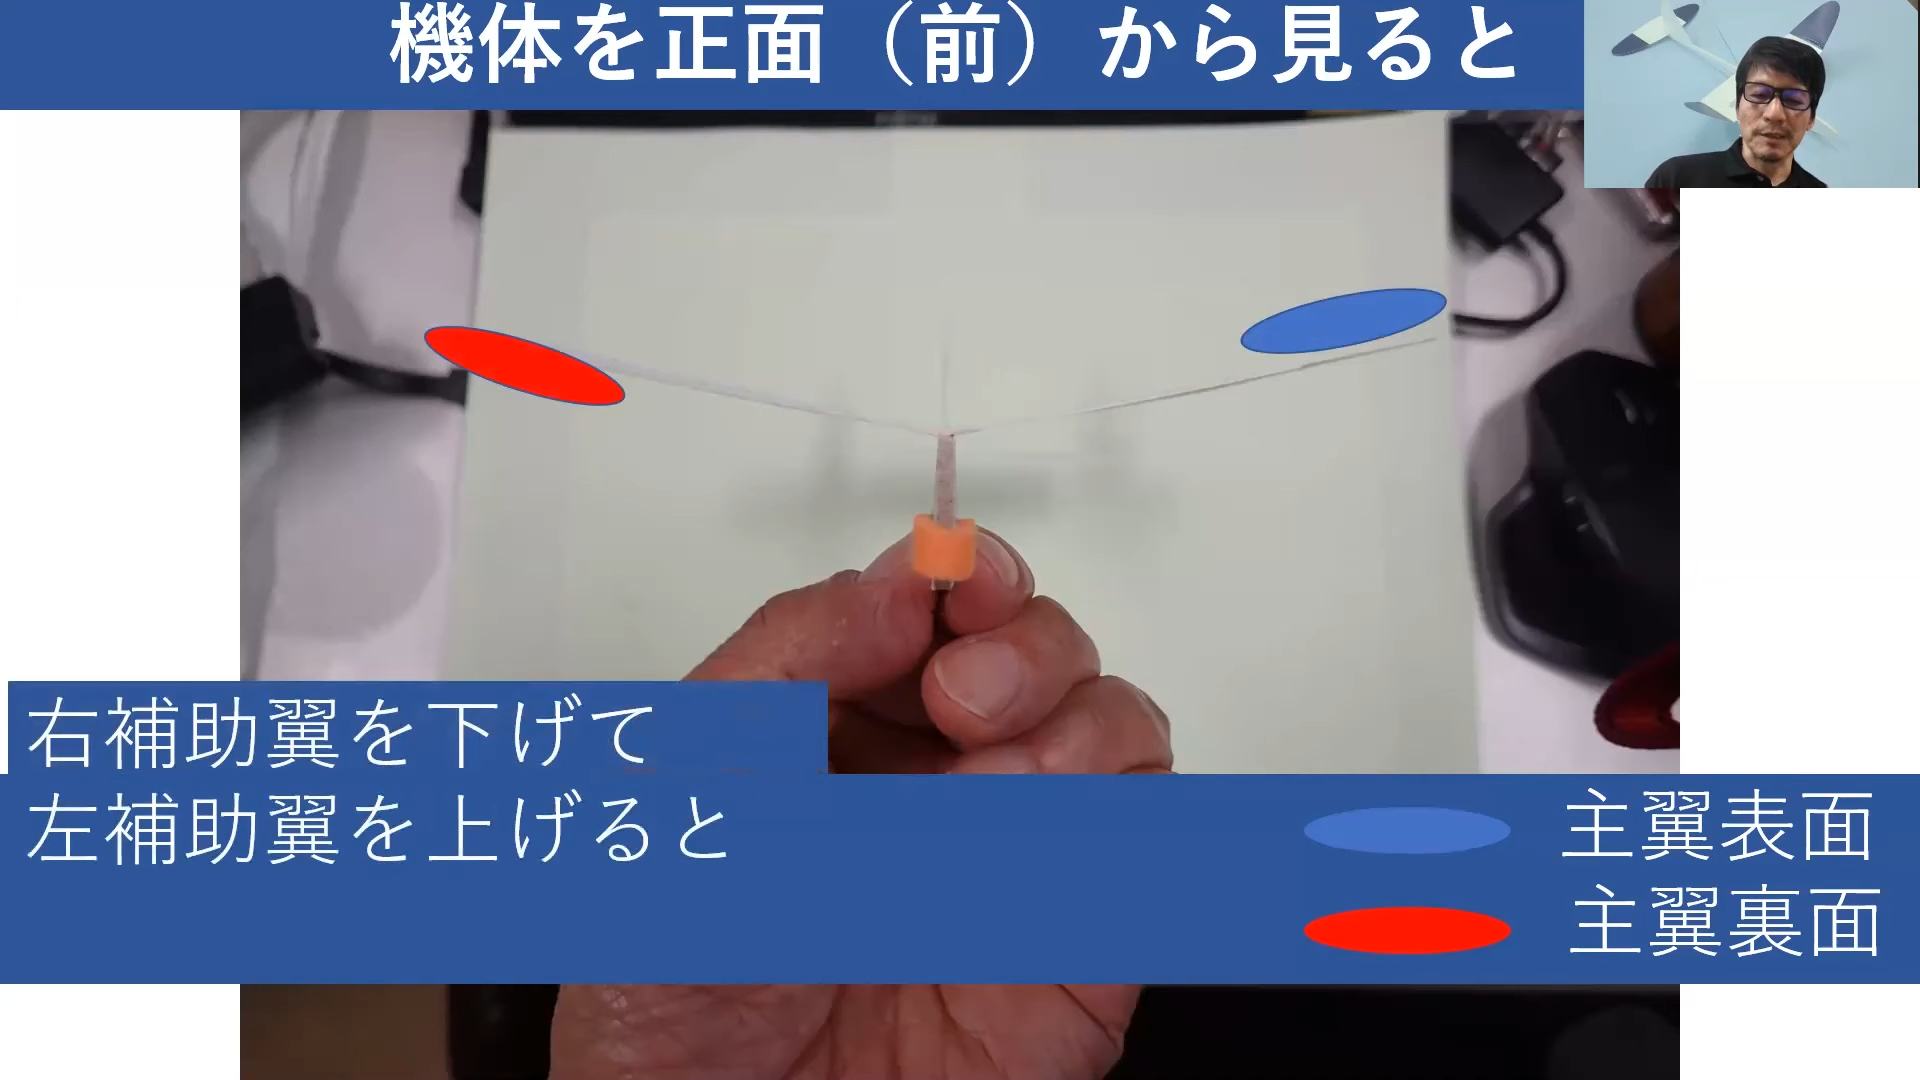 機体を正面（前）から見ると
右補助翼を下げて
左補助翼を上げると
主翼表面
主翼裏面